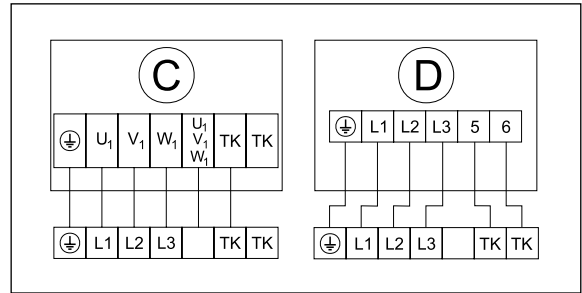 C
U₁ V₁ W₁ U₁ V₁ W₁ TK TK
L1 L2 L3 TK TK
D
L1 L2 L3 5 6
L1 L2 L3 TK TK